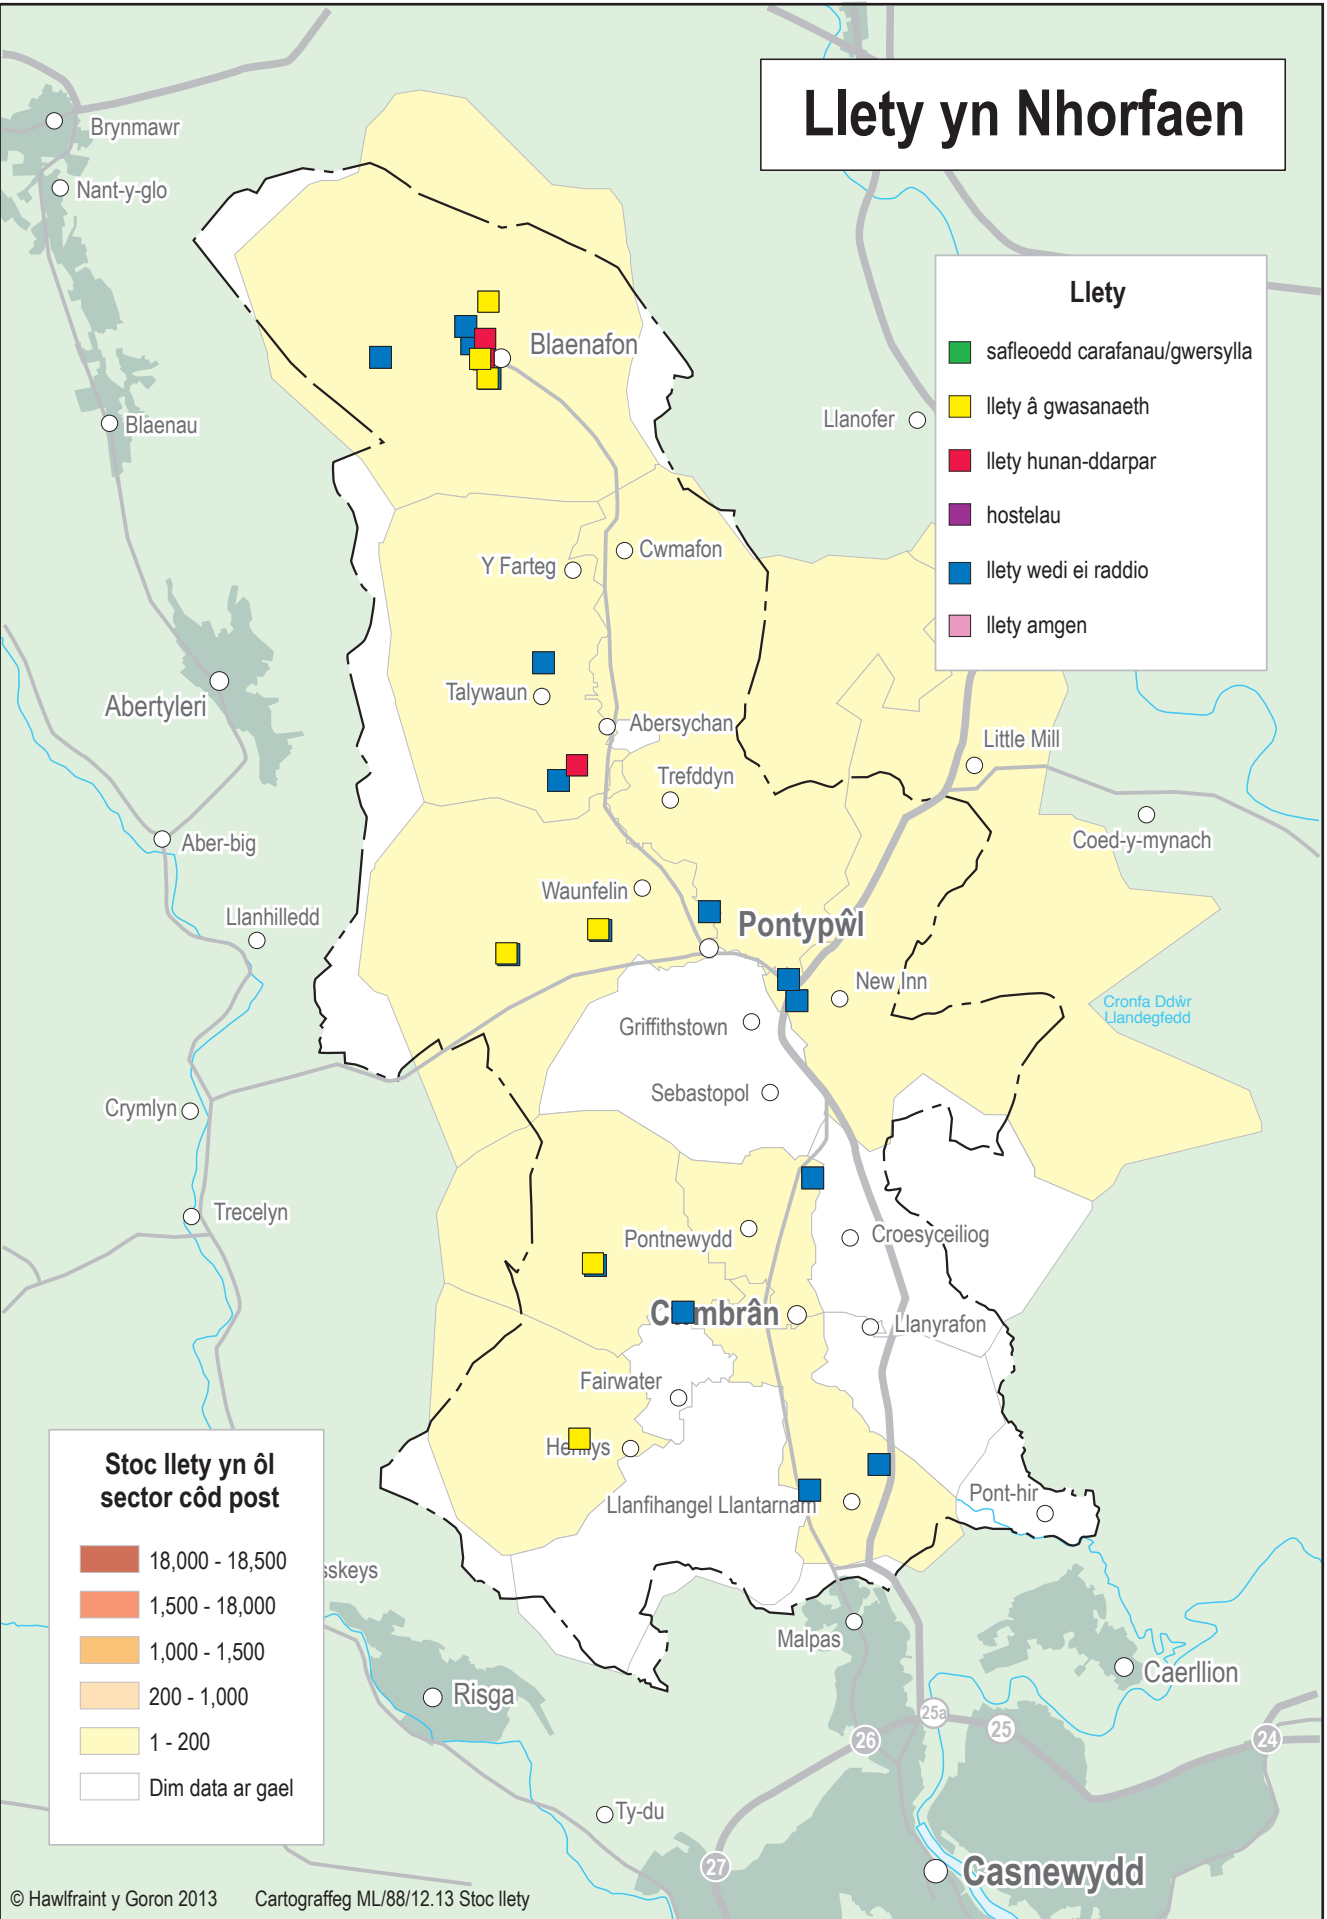 Llety yn Nhorfaen
Brynmawr
Nant-y-glo
Llety
safleoedd carafanau/gwersylla
llety â gwasanaeth
llety hunan-ddarpar
hostelau
llety wedi ei raddio
llety amgen
Blaenafon
Llanofer
Blaenau
Cwmafon
Y Farteg
Talywaun
Abertyleri
Abersychan
Little Mill
Trefddyn
Coed-y-mynach
Aber-big
Waunfelin
Llanhilledd
Pontypŵl
New Inn
Cronfa Ddŵr
Llandegfedd
Griffithstown
Sebastopol
Crymlyn
Trecelyn
Pontnewydd
Croesyceiliog
Cwmbrân
Llanyrafon
Fairwater
Henllys
Llanfihangel Llantarnam
Pont-hir
Stoc llety yn ôl
sector côd post
18,000 - 18,500
1,500 - 18,000
1,000 - 1,500
200 - 1,000
1 - 200
Dim data ar gael
sskeys
Malpas
Caerllion
Risga
25a
25
26
24
Ty-du
27
Casnewydd
© Hawlfraint y Goron 2013 Cartograffeg ML/88/12.13 Stoc llety